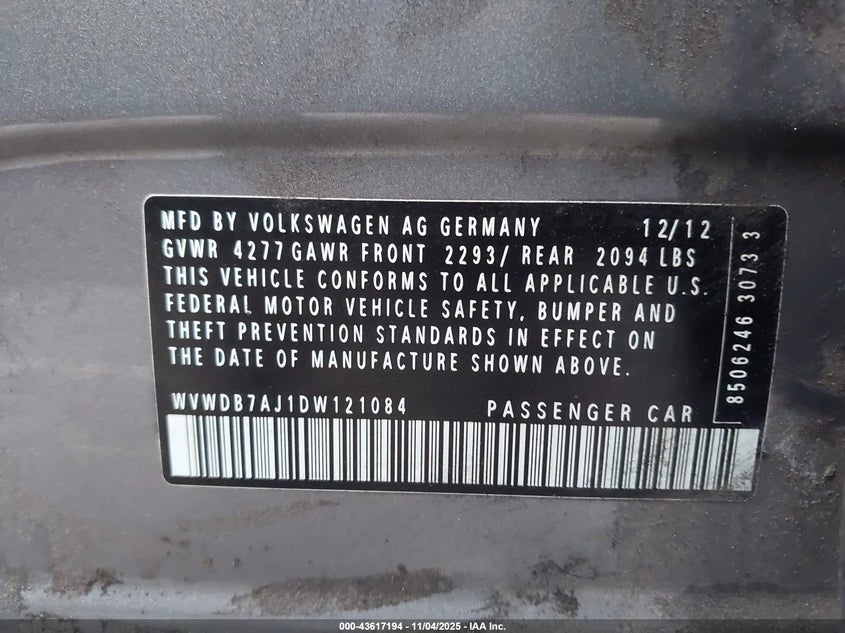 MFD BY VOLKSWAGEN AG GERMANY 12/12
GVWR 4277 GAWR FRONT 2293/ REAR 2094 LBS
THIS VEHICLE CONFORMS TO ALL APPLICABLE U.S.
FEDERAL MOTOR VEHICLE SAFETY, BUMPER AND
THEFT PREVENTION STANDARDS IN EFFECT ON
THE DATE OF MANUFACTURE SHOWN ABOVE.
WVWDB7AJ1DW121084 PASSENGER CAR
8506246 3073 3
000-43617194 - 11/04/2025 - IAA Inc.